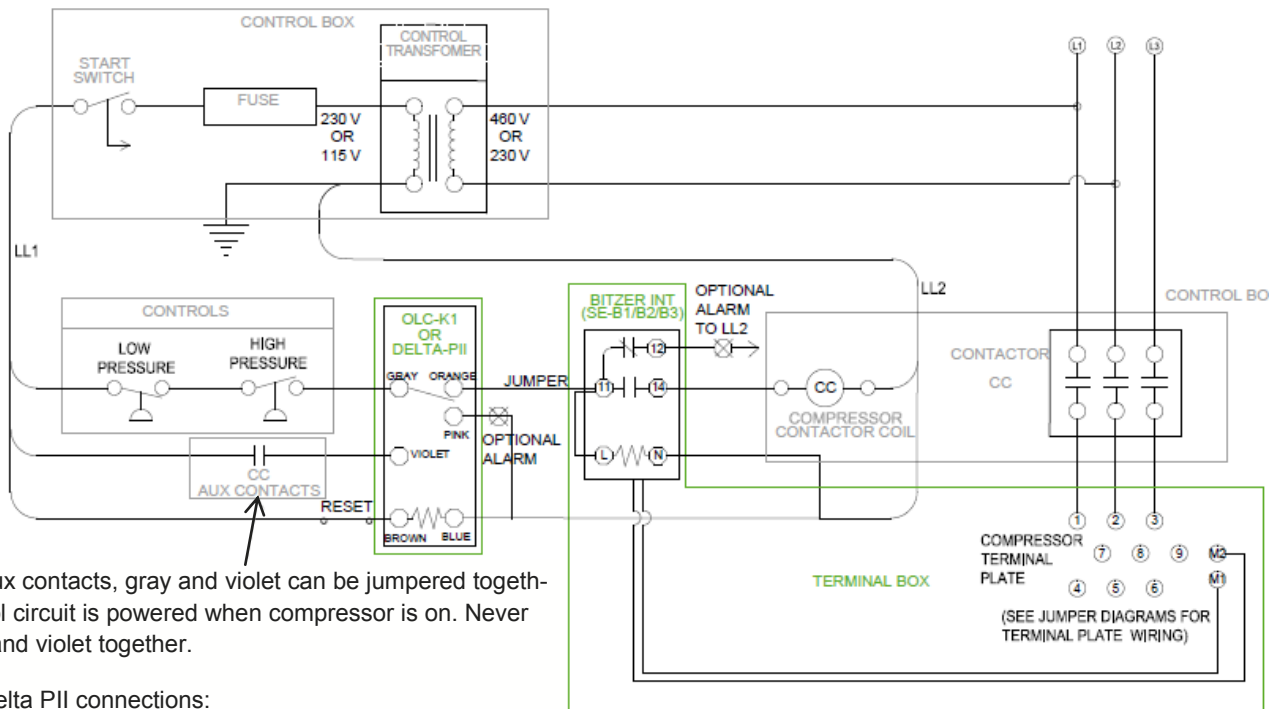 CONTROL BOX
CONTROL
TRANSFOMER
START
SWITCH
FUSE
230 V
OR
115 V
460 V
OR
230 V
L1
L2
L3
LL1
LL2
CONTROLS
LOW
PRESSURE
HIGH
PRESSURE
OLC-K1
OR
DELTA-PII
GRAY
ORANGE
JUMPER
PINK
OPTIONAL
ALARM
VIOLET
CC
AUX CONTACTS
RESET
BROWN
BLUE
BITZER INT
(SE-B1/B2/B3)
OPTIONAL
ALARM
TO LL2
12
11
14
L
N
CC
COMPRESSOR
CONTACTOR COIL
CONTROL BO
CONTACTOR
CC
1
2
3
COMPRESSOR
TERMINAL
PLATE
7
8
9
M2
M1
4
5
6
TERMINAL BOX
(SEE JUMPER DIAGRAMS FOR
TERMINAL PLATE WIRING)
ux contacts, gray and violet can be jumpered togeth-
ol circuit is powered when compressor is on. Never
and violet together.
elta PII connections: